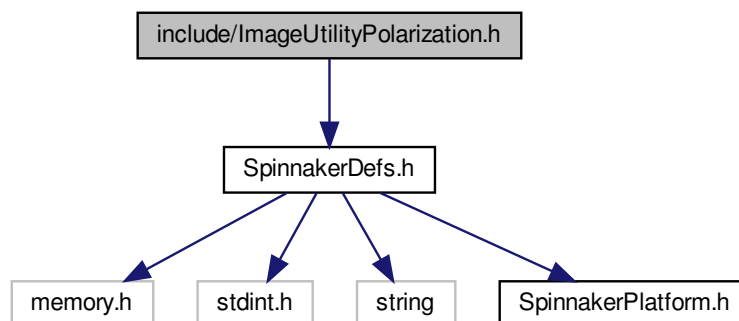 include/ImageUtilityPolarization.h
SpinnakerDefs.h
memory.h
stdint.h
string
SpinnakerPlatform.h